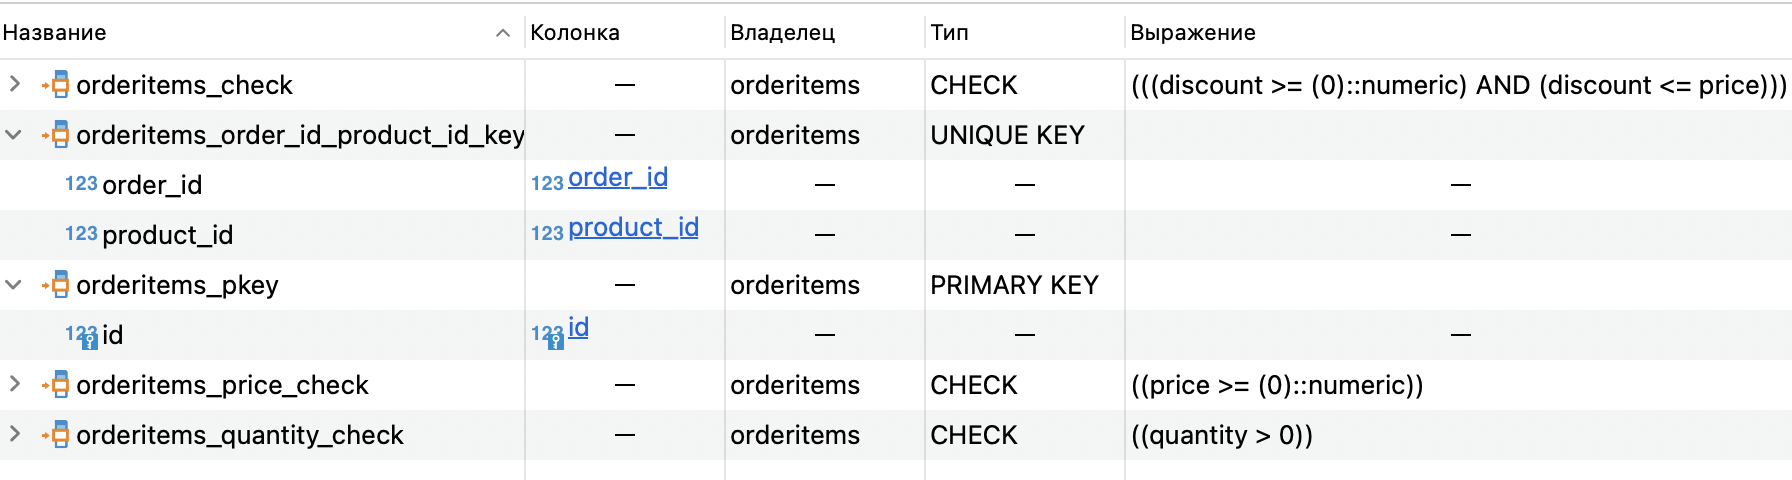 Название Колонка Владелец Тип Выражение
orderitems_check — orderitems CHECK (((discount >= (0)::numeric) AND (discount <= price)))
orderitems_order_id_product_id_key — orderitems UNIQUE KEY
123 order_id 123 order_id — — —
123 product_id 123 product_id — — —
orderitems_pkey — orderitems PRIMARY KEY
123 id 123 id — — —
orderitems_price_check — orderitems CHECK ((price >= (0)::numeric))
orderitems_quantity_check — orderitems CHECK ((quantity > 0))